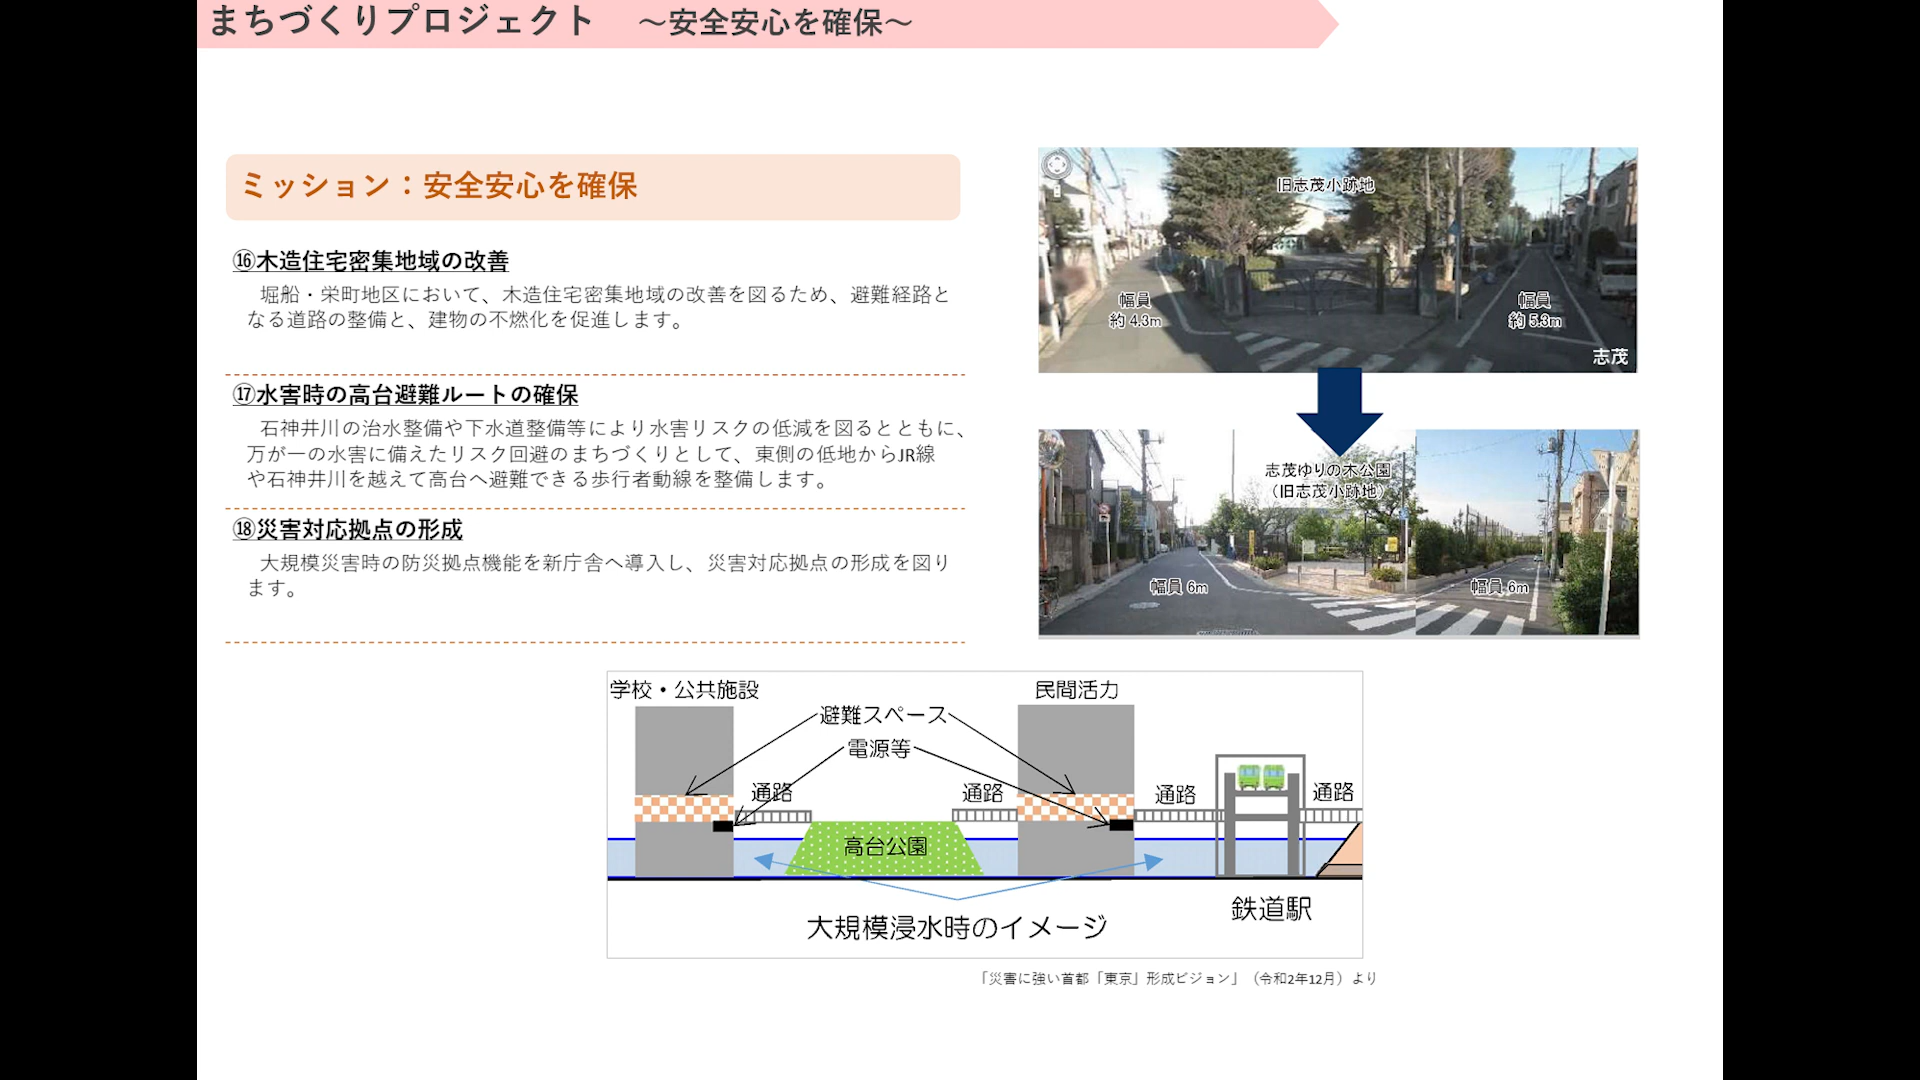 まちづくりプロジェクト　～安全安心を確保～
ミッション：安全安心を確保
⑯木造住宅密集地域の改善
堀船・栄町地区において、木造住宅密集地域の改善を図るため、避難経路と
なる道路の整備と、建物の不燃化を促進します。
⑰水害時の高台避難ルートの確保
石神井川の治水整備や下水道整備等により水害リスクの低減を図るとともに、
万が一の水害に備えたリスク回避のまちづくりとして、東側の低地からJR線
や石神井川を越えて高台へ避難できる歩行者動線を整備します。
⑱災害対応拠点の形成
大規模災害時の防災拠点機能を新庁舎へ導入し、災害対応拠点の形成を図り
ます。
旧志茂小跡地
幅員
約 4.3m
幅員
約 5.3m
志茂
志茂ゆりの木公園
（旧志茂小跡地）
幅員 6m
幅員 6m
学校・公共施設
民間活力
避難スペース
電源等
通路
通路
通路
通路
高台公園
鉄道駅
大規模浸水時のイメージ
「災害に強い首都「東京」形成ビジョン」（令和2年12月）より